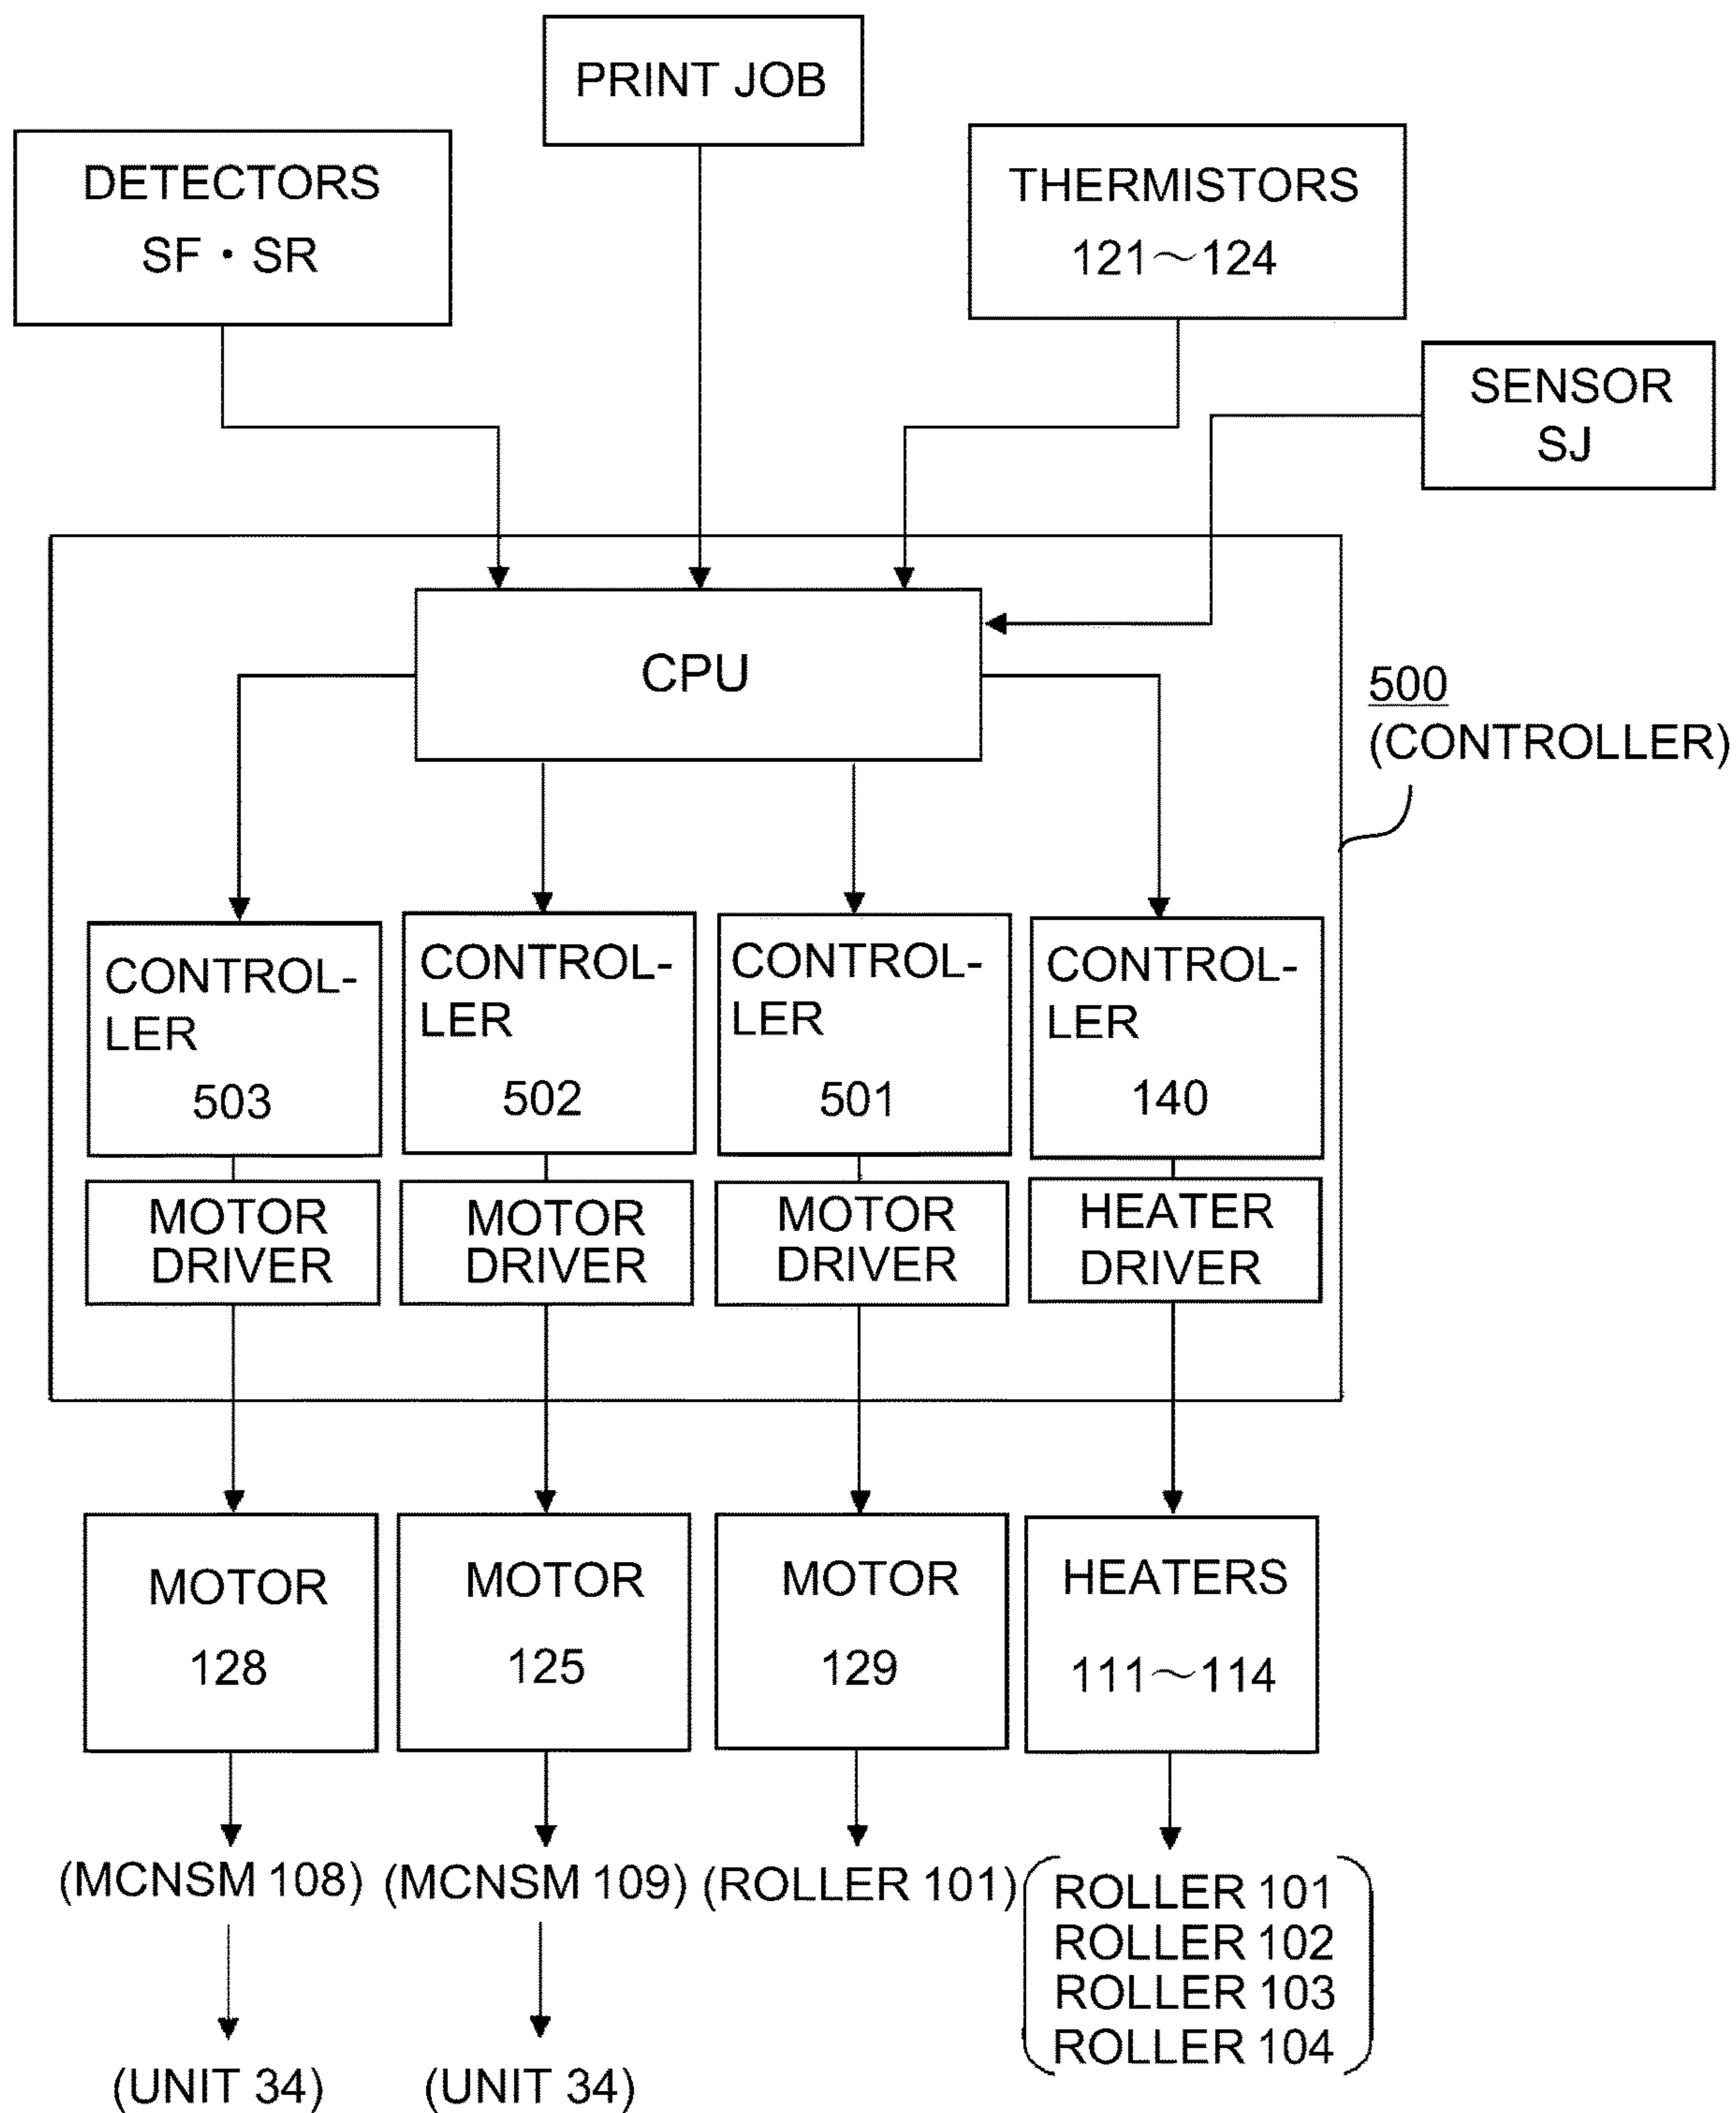 PRINT JOB
DETECTORS
SF・SR
THERMISTORS
121〜124
SENSOR
SJ
CPU
500
(CONTROLLER)
CONTROL-
LER
503
CONTROL-
LER
502
CONTROL-
LER
501
CONTROL-
LER
140
MOTOR
DRIVER
MOTOR
DRIVER
MOTOR
DRIVER
HEATER
DRIVER
MOTOR
128
MOTOR
125
MOTOR
129
HEATERS
111〜114
(MCNSM 108)
(MCNSM 109)
(ROLLER 101)
(ROLLER 101
ROLLER 102
ROLLER 103
ROLLER 104)
(UNIT 34)
(UNIT 34)